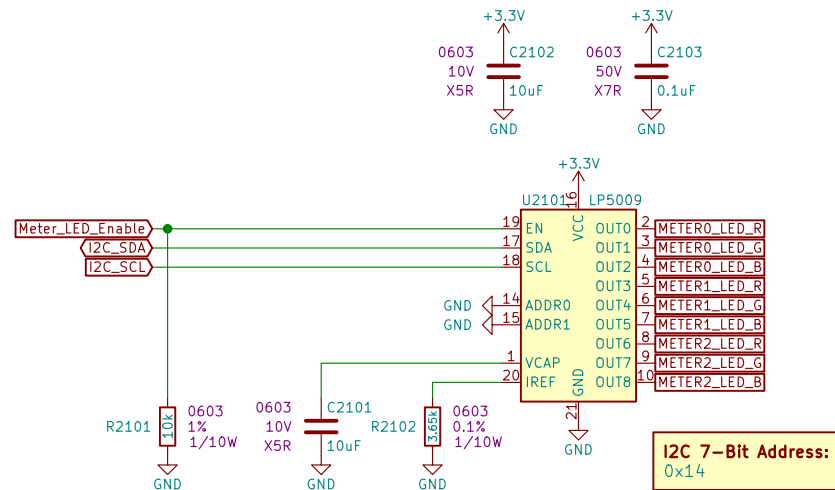 +3.3V
+3.3V
0603
10V
X5R
C2102
10uF
0603
50V
X7R
C2103
0.1uF
GND
GND
+3.3V
U2101
LP5009
16
VCC
Meter_LED_Enable
19
EN
OUT0
2
METER0_LED_R
I2C_SDA
17
SDA
OUT1
3
METER0_LED_G
I2C_SCL
18
SCL
OUT2
4
METER0_LED_B
OUT3
5
METER1_LED_R
GND
14
ADDR0
OUT4
6
METER1_LED_G
GND
15
ADDR1
OUT5
7
METER1_LED_B
OUT6
8
METER2_LED_R
1
VCAP
OUT7
9
METER2_LED_G
20
IREF
OUT8
10
METER2_LED_B
GND
21
GND
R2101
10k
0603
1%
1/10W
GND
0603
10V
X5R
C2101
10uF
GND
R2102
3.65k
0603
0.1%
1/10W
GND
I2C 7-Bit Address:
0x14